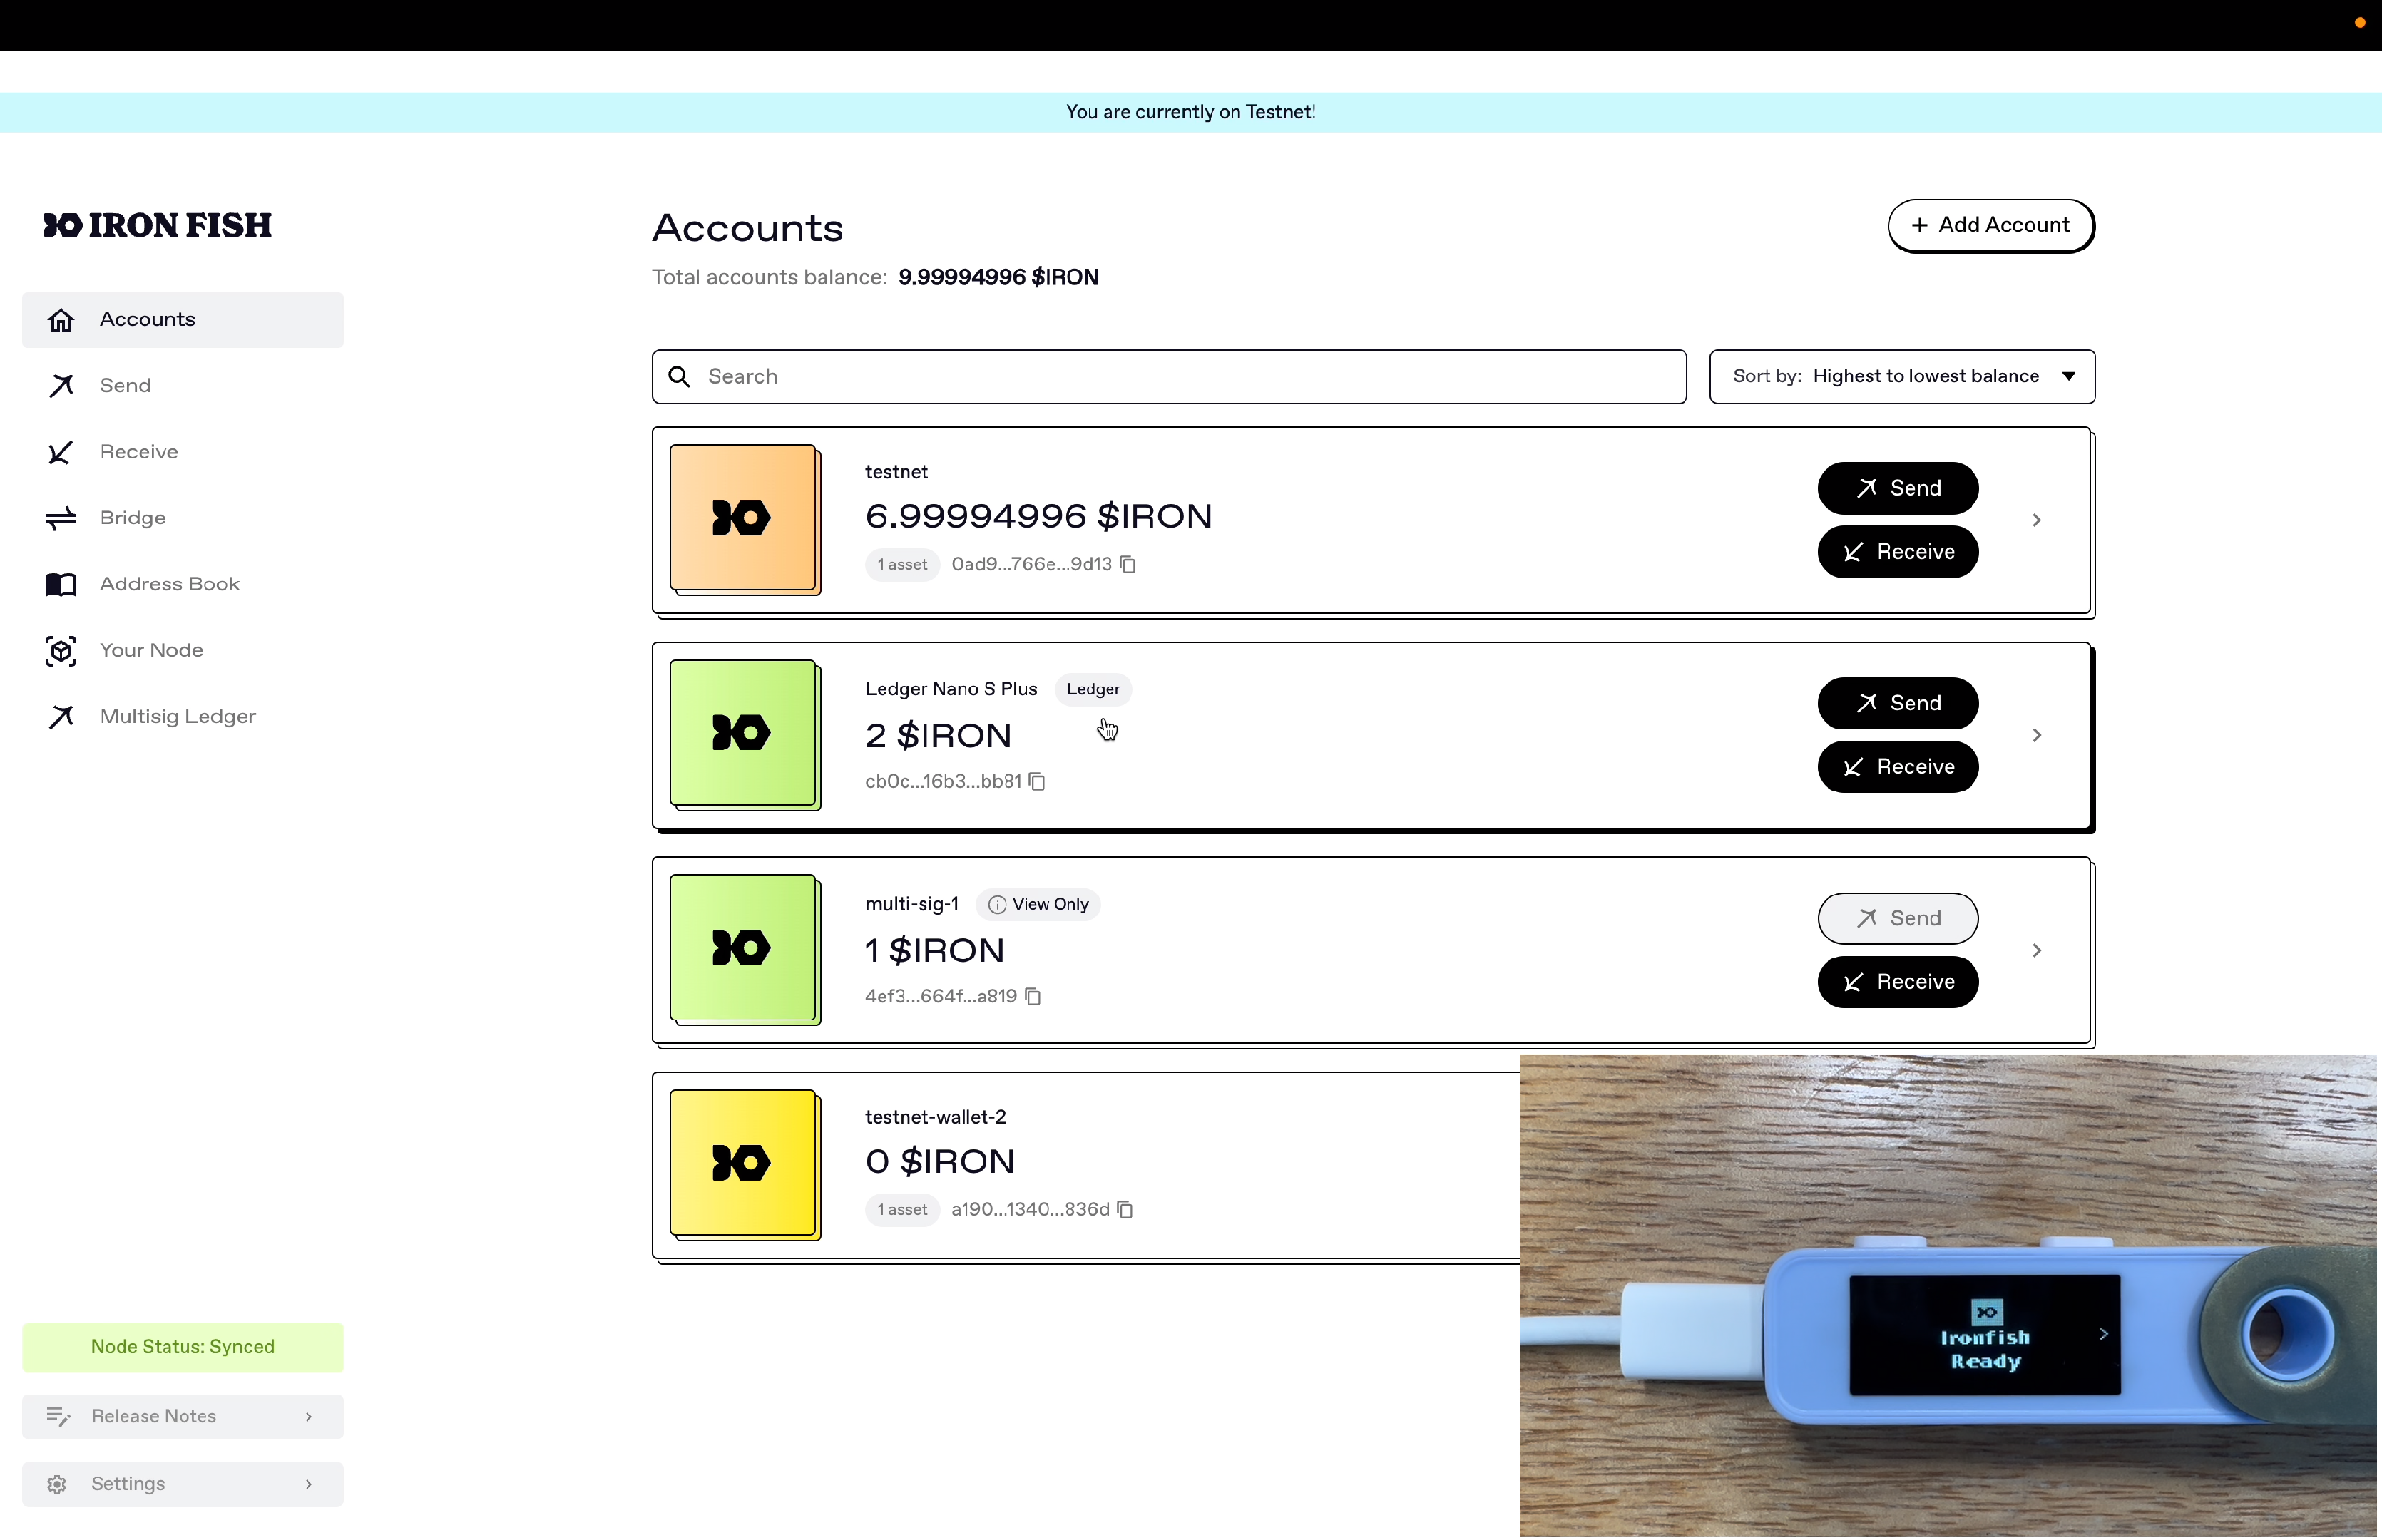 You are currently on Testnet!
IRON FISH
Accounts
Send
Receive
Bridge
Address Book
Your Node
Multisig Ledger
Node Status: Synced
Release Notes
Settings
Accounts
+ Add Account
Total accounts balance: 9.99994996 $IRON
Search
Sort by: Highest to lowest balance
testnet
6.99994996 $IRON
1 asset 0ad9...766e...9d13
Send
Receive
Ledger Nano S Plus Ledger
2 $IRON
cb0c...16b3...bb81
Send
Receive
multi-sig-1 View Only
1 $IRON
4ef3...664f...a819
Send
Receive
testnet-wallet-2
0 $IRON
1 asset a190...1340...836d
Ironfish
Ready